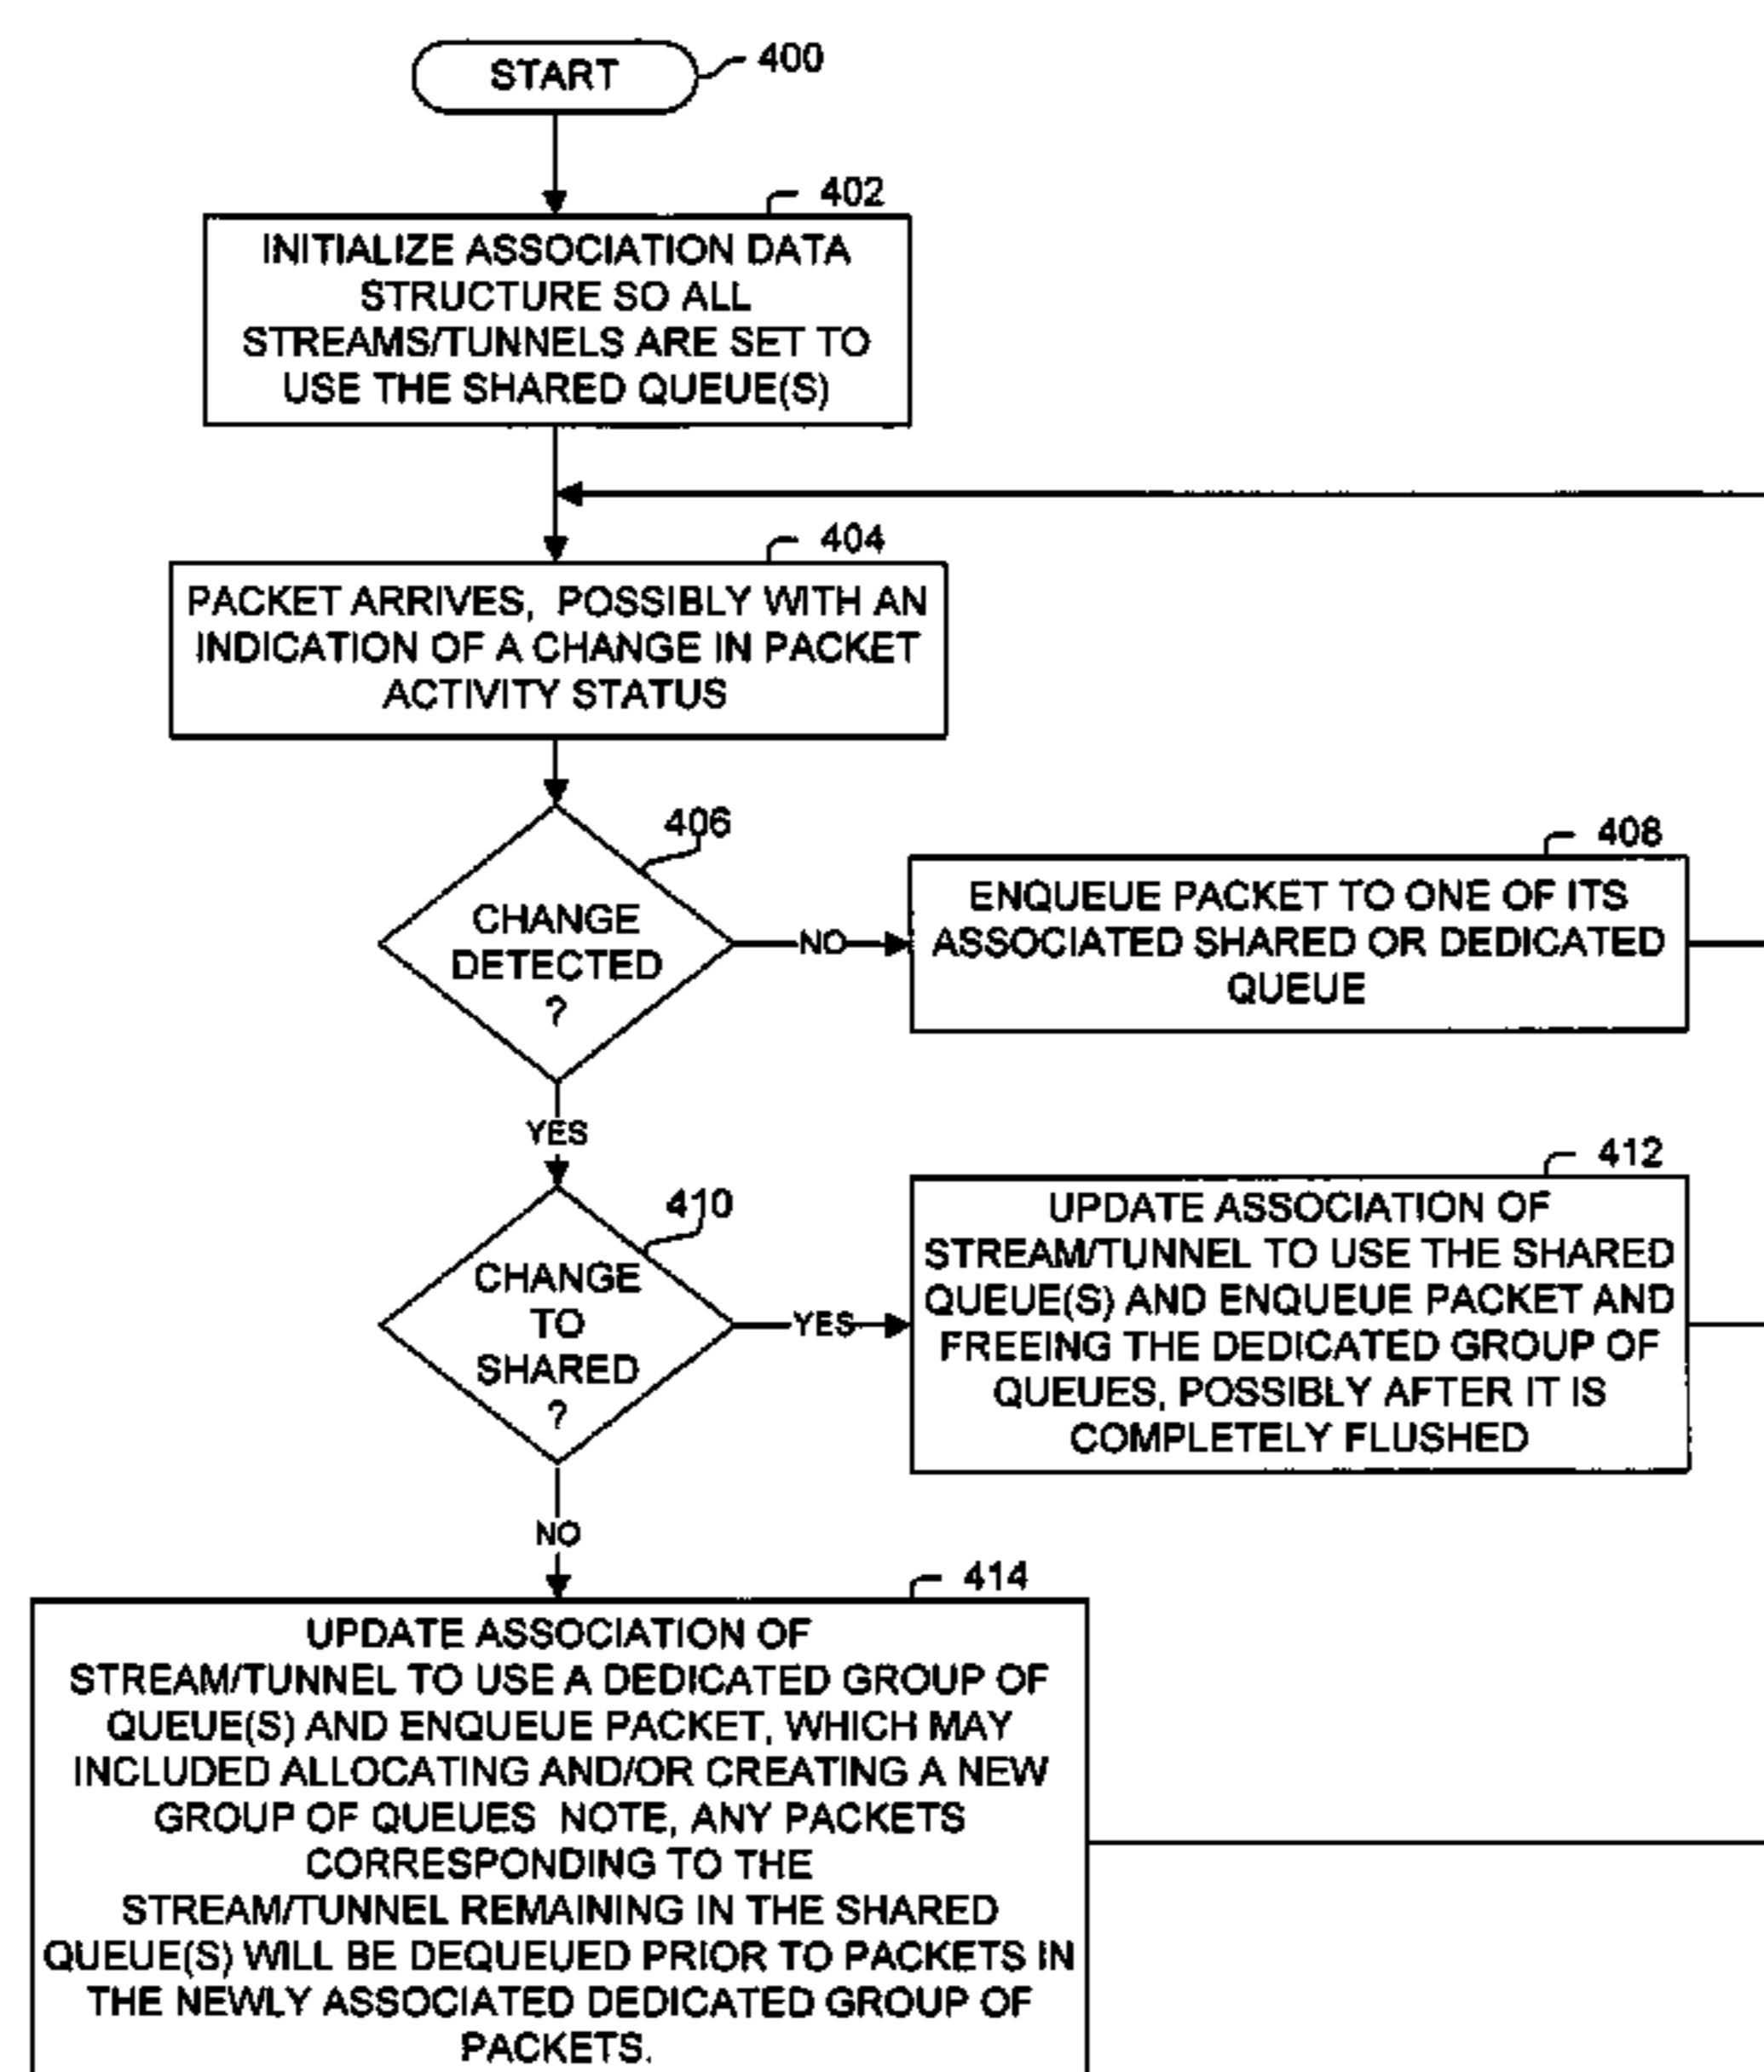 START
400
402
INITIALIZE ASSOCIATION DATA
STRUCTURE SO ALL
STREAMS/TUNNELS ARE SET TO
USE THE SHARED QUEUE(S)
404
PACKET ARRIVES, POSSIBLY WITH AN
INDICATION OF A CHANGE IN PACKET
ACTIVITY STATUS
406
CHANGE
DETECTED
?
NO
408
ENQUEUE PACKET TO ONE OF ITS
ASSOCIATED SHARED OR DEDICATED
QUEUE
YES
410
CHANGE
TO
SHARED
?
YES
412
UPDATE ASSOCIATION OF
STREAM/TUNNEL TO USE THE SHARED
QUEUE(S) AND ENQUEUE PACKET AND
FREEING THE DEDICATED GROUP OF
QUEUES, POSSIBLY AFTER IT IS
COMPLETELY FLUSHED
NO
414
UPDATE ASSOCIATION OF
STREAM/TUNNEL TO USE A DEDICATED GROUP OF
QUEUE(S) AND ENQUEUE PACKET, WHICH MAY
INCLUDED ALLOCATING AND/OR CREATING A NEW
GROUP OF QUEUES NOTE, ANY PACKETS
CORRESPONDING TO THE
STREAM/TUNNEL REMAINING IN THE SHARED
QUEUE(S) WILL BE DEQUEUED PRIOR TO PACKETS IN
THE NEWLY ASSOCIATED DEDICATED GROUP OF
PACKETS.